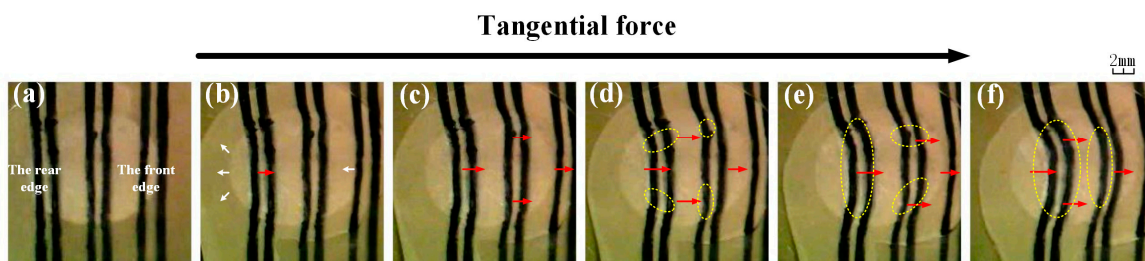 Tangential force
2mm
(a)
(b)
(c)
(d)
(e)
(f)
The rear
edge
The front
edge